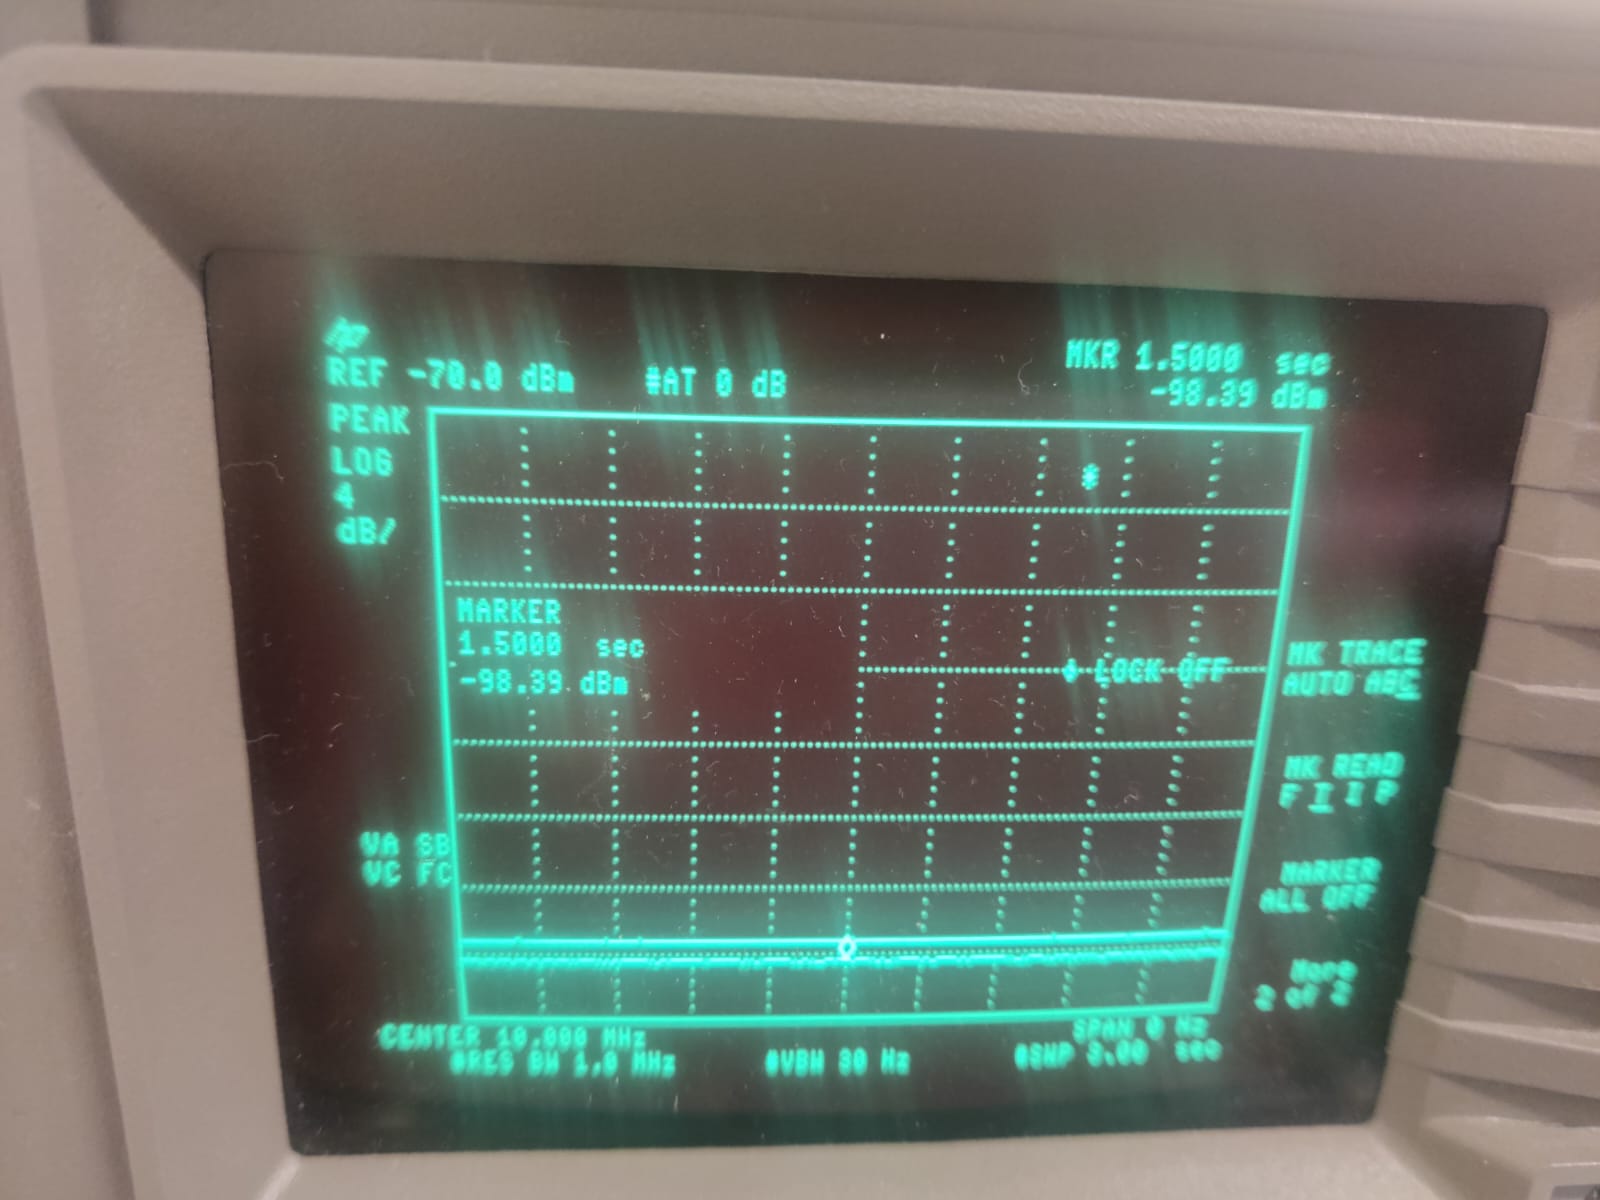 hp
REF -70.0 dBm #AT 0 dB
MKR 1.5000 sec
-98.39 dBm
PEAK
LOG
4
dB/
*
MARKER
1.5000 sec
-98.39 dBm
LOCK OFF
MK TRACE
AUTO ABC
MK READ
F T I P
VA SB
VC FC
MARKER
ALL OFF
More
2 of 2
CENTER 10.000 MHz
SPAN 0 Hz
#RES BW 1.0 MHz #VBW 30 Hz #SWP 3.00 sec